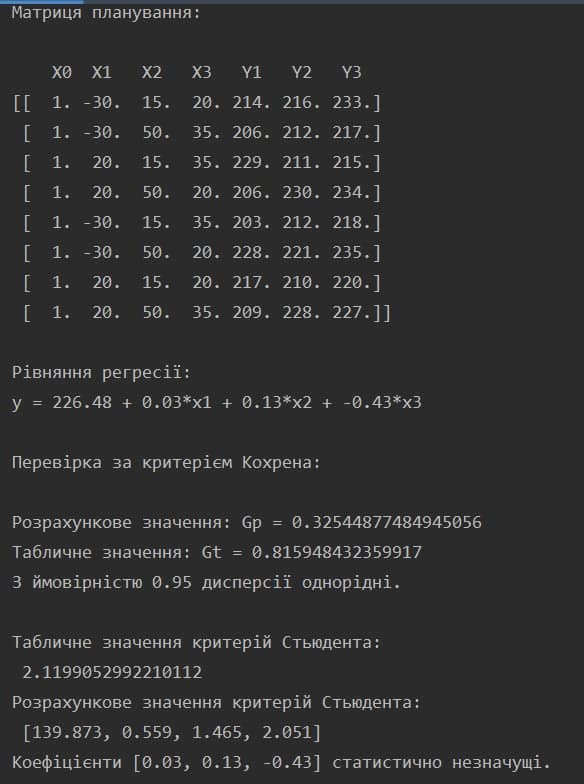 Матриця планування:
X0 X1 X2 X3 Y1 Y2 Y3
[[ 1. -30. 15. 20. 214. 216. 233.]
[ 1. -30. 50. 35. 206. 212. 217.]
[ 1. 20. 15. 35. 229. 211. 215.]
[ 1. 20. 50. 20. 206. 230. 234.]
[ 1. -30. 15. 35. 203. 212. 218.]
[ 1. -30. 50. 20. 228. 221. 235.]
[ 1. 20. 15. 20. 217. 210. 220.]
[ 1. 20. 50. 35. 209. 228. 227.]]
Рівняння регресії:
y = 226.48 + 0.03*x1 + 0.13*x2 + -0.43*x3
Перевірка за критерієм Кохрена:
Розрахункове значення: Gp = 0.32544877484945056
Табличне значення: Gt = 0.815948432359917
З ймовірністю 0.95 дисперсії однорідні.
Табличне значення критерій Стьюдента:
2.1199052992210112
Розрахункове значення критерій Стьюдента:
[139.873, 0.559, 1.465, 2.051]
Коефіцієнти [0.03, 0.13, -0.43] статистично незначущі.